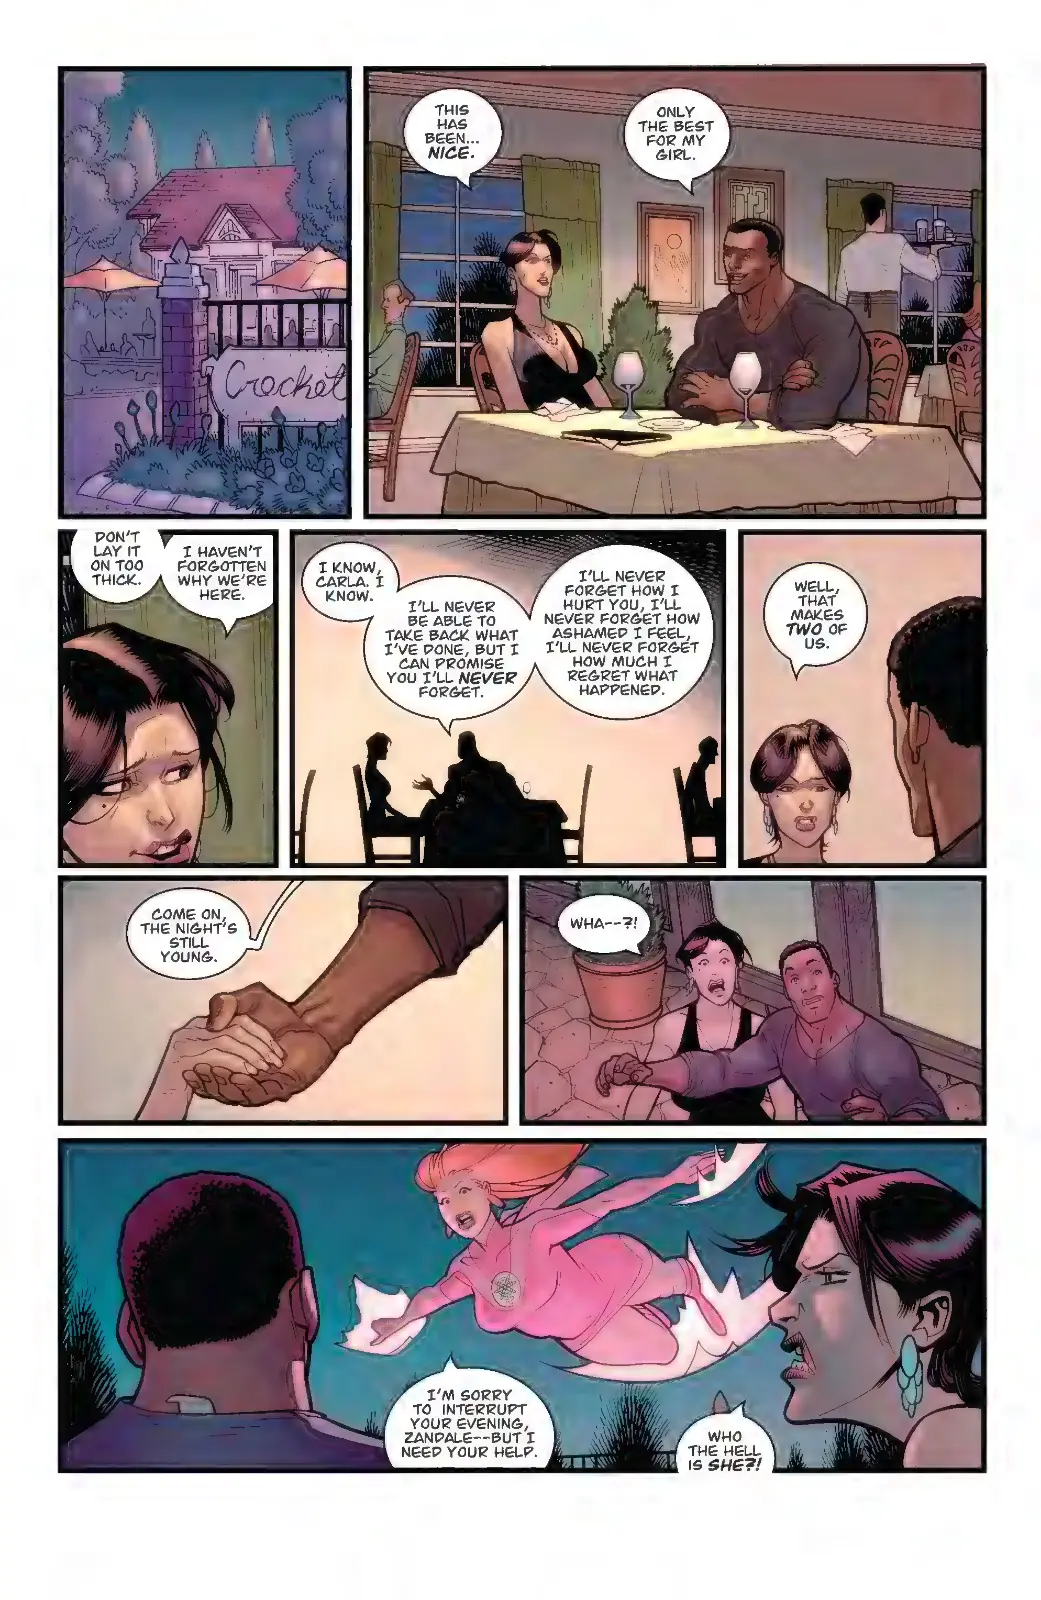 Crochet
THIS
HAS
BEEN...
NICE.
ONLY
THE BEST
FOR MY
GIRL.
DON'T
LAY IT
ON TOO
THICK.
I HAVEN'T
FORGOTTEN
WHY WE'RE
HERE.
I KNOW,
CARLA. I
KNOW.
I'LL NEVER
BE ABLE TO
TAKE BACK WHAT
I'VE DONE, BUT I
CAN PROMISE
YOU I'LL NEVER
FORGET.
I'LL NEVER
FORGET HOW I
HURT YOU, I'LL
NEVER FORGET HOW
ASHAMED I FEEL,
I'LL NEVER FORGET
HOW MUCH I
REGRET WHAT
HAPPENED.
WELL,
THAT
MAKES
TWO OF
US.
COME ON,
THE NIGHT'S
STILL
YOUNG.
WHA--?!
I'M SORRY
TO INTERRUPT
YOUR EVENING,
ZANDALE--BUT I
NEED YOUR HELP.
WHO
THE HELL
IS SHE?!